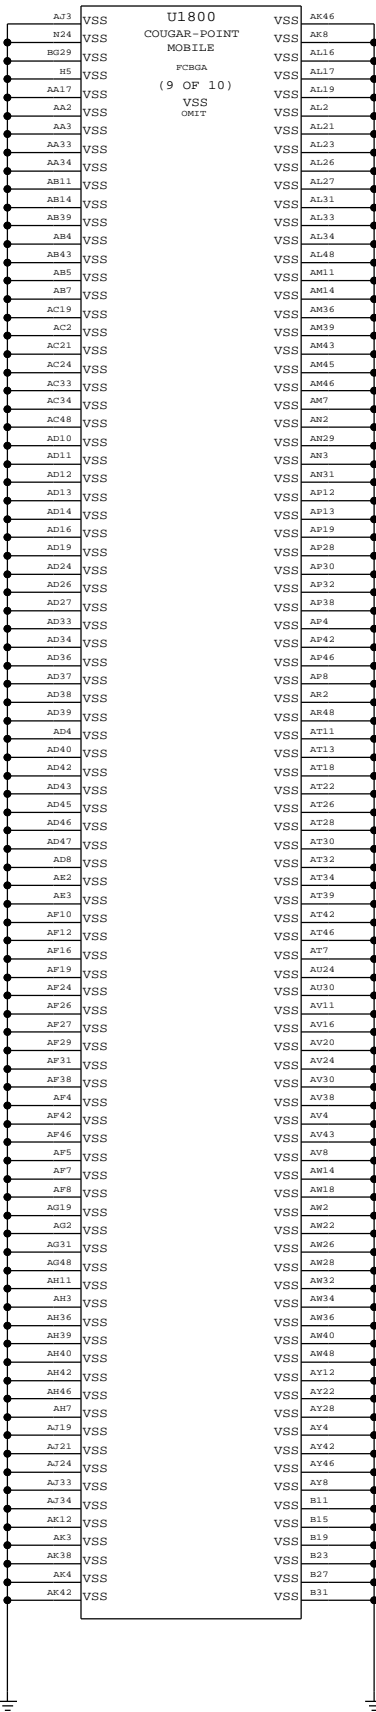 U1800
COUGAR-POINT
MOBILE
FCBGA
(9 OF 10)
VSS
OMIT
AJ3 VSS VSS AK46
N24 VSS VSS AK8
BG29 VSS VSS AL16
H5 VSS VSS AL17
AA17 VSS VSS AL19
AA2 VSS VSS AL2
AA3 VSS VSS AL21
AA33 VSS VSS AL23
AA34 VSS VSS AL26
AB11 VSS VSS AL27
AB14 VSS VSS AL31
AB39 VSS VSS AL33
AB4 VSS VSS AL34
AB43 VSS VSS AL48
AB5 VSS VSS AM11
AB7 VSS VSS AM14
AC19 VSS VSS AM36
AC2 VSS VSS AM39
AC21 VSS VSS AM43
AC24 VSS VSS AM45
AC33 VSS VSS AM46
AC34 VSS VSS AM7
AC48 VSS VSS AN2
AD10 VSS VSS AN29
AD11 VSS VSS AN3
AD12 VSS VSS AN31
AD13 VSS VSS AP12
AD14 VSS VSS AP13
AD16 VSS VSS AP19
AD19 VSS VSS AP28
AD24 VSS VSS AP30
AD26 VSS VSS AP32
AD27 VSS VSS AP38
AD33 VSS VSS AP4
AD34 VSS VSS AP42
AD36 VSS VSS AP46
AD37 VSS VSS AP8
AD38 VSS VSS AR2
AD39 VSS VSS AR48
AD4 VSS VSS AT11
AD40 VSS VSS AT13
AD42 VSS VSS AT18
AD43 VSS VSS AT22
AD45 VSS VSS AT26
AD46 VSS VSS AT28
AD47 VSS VSS AT30
AD8 VSS VSS AT32
AE2 VSS VSS AT34
AE3 VSS VSS AT39
AF10 VSS VSS AT42
AF12 VSS VSS AT46
AF16 VSS VSS AT7
AF19 VSS VSS AU24
AF24 VSS VSS AU30
AF26 VSS VSS AV11
AF27 VSS VSS AV16
AF29 VSS VSS AV20
AF31 VSS VSS AV24
AF38 VSS VSS AV30
AF4 VSS VSS AV38
AF42 VSS VSS AV4
AF46 VSS VSS AV43
AF5 VSS VSS AV8
AF7 VSS VSS AW14
AF8 VSS VSS AW18
AG19 VSS VSS AW2
AG2 VSS VSS AW22
AG31 VSS VSS AW26
AG48 VSS VSS AW28
AH11 VSS VSS AW32
AH3 VSS VSS AW34
AH36 VSS VSS AW36
AH39 VSS VSS AW40
AH40 VSS VSS AW48
AH42 VSS VSS AY12
AH46 VSS VSS AY22
AH7 VSS VSS AY28
AJ19 VSS VSS AY4
AJ21 VSS VSS AY42
AJ24 VSS VSS AY46
AJ33 VSS VSS AY8
AJ34 VSS VSS B11
AK12 VSS VSS B15
AK3 VSS VSS B19
AK38 VSS VSS B23
AK4 VSS VSS B27
AK42 VSS VSS B31